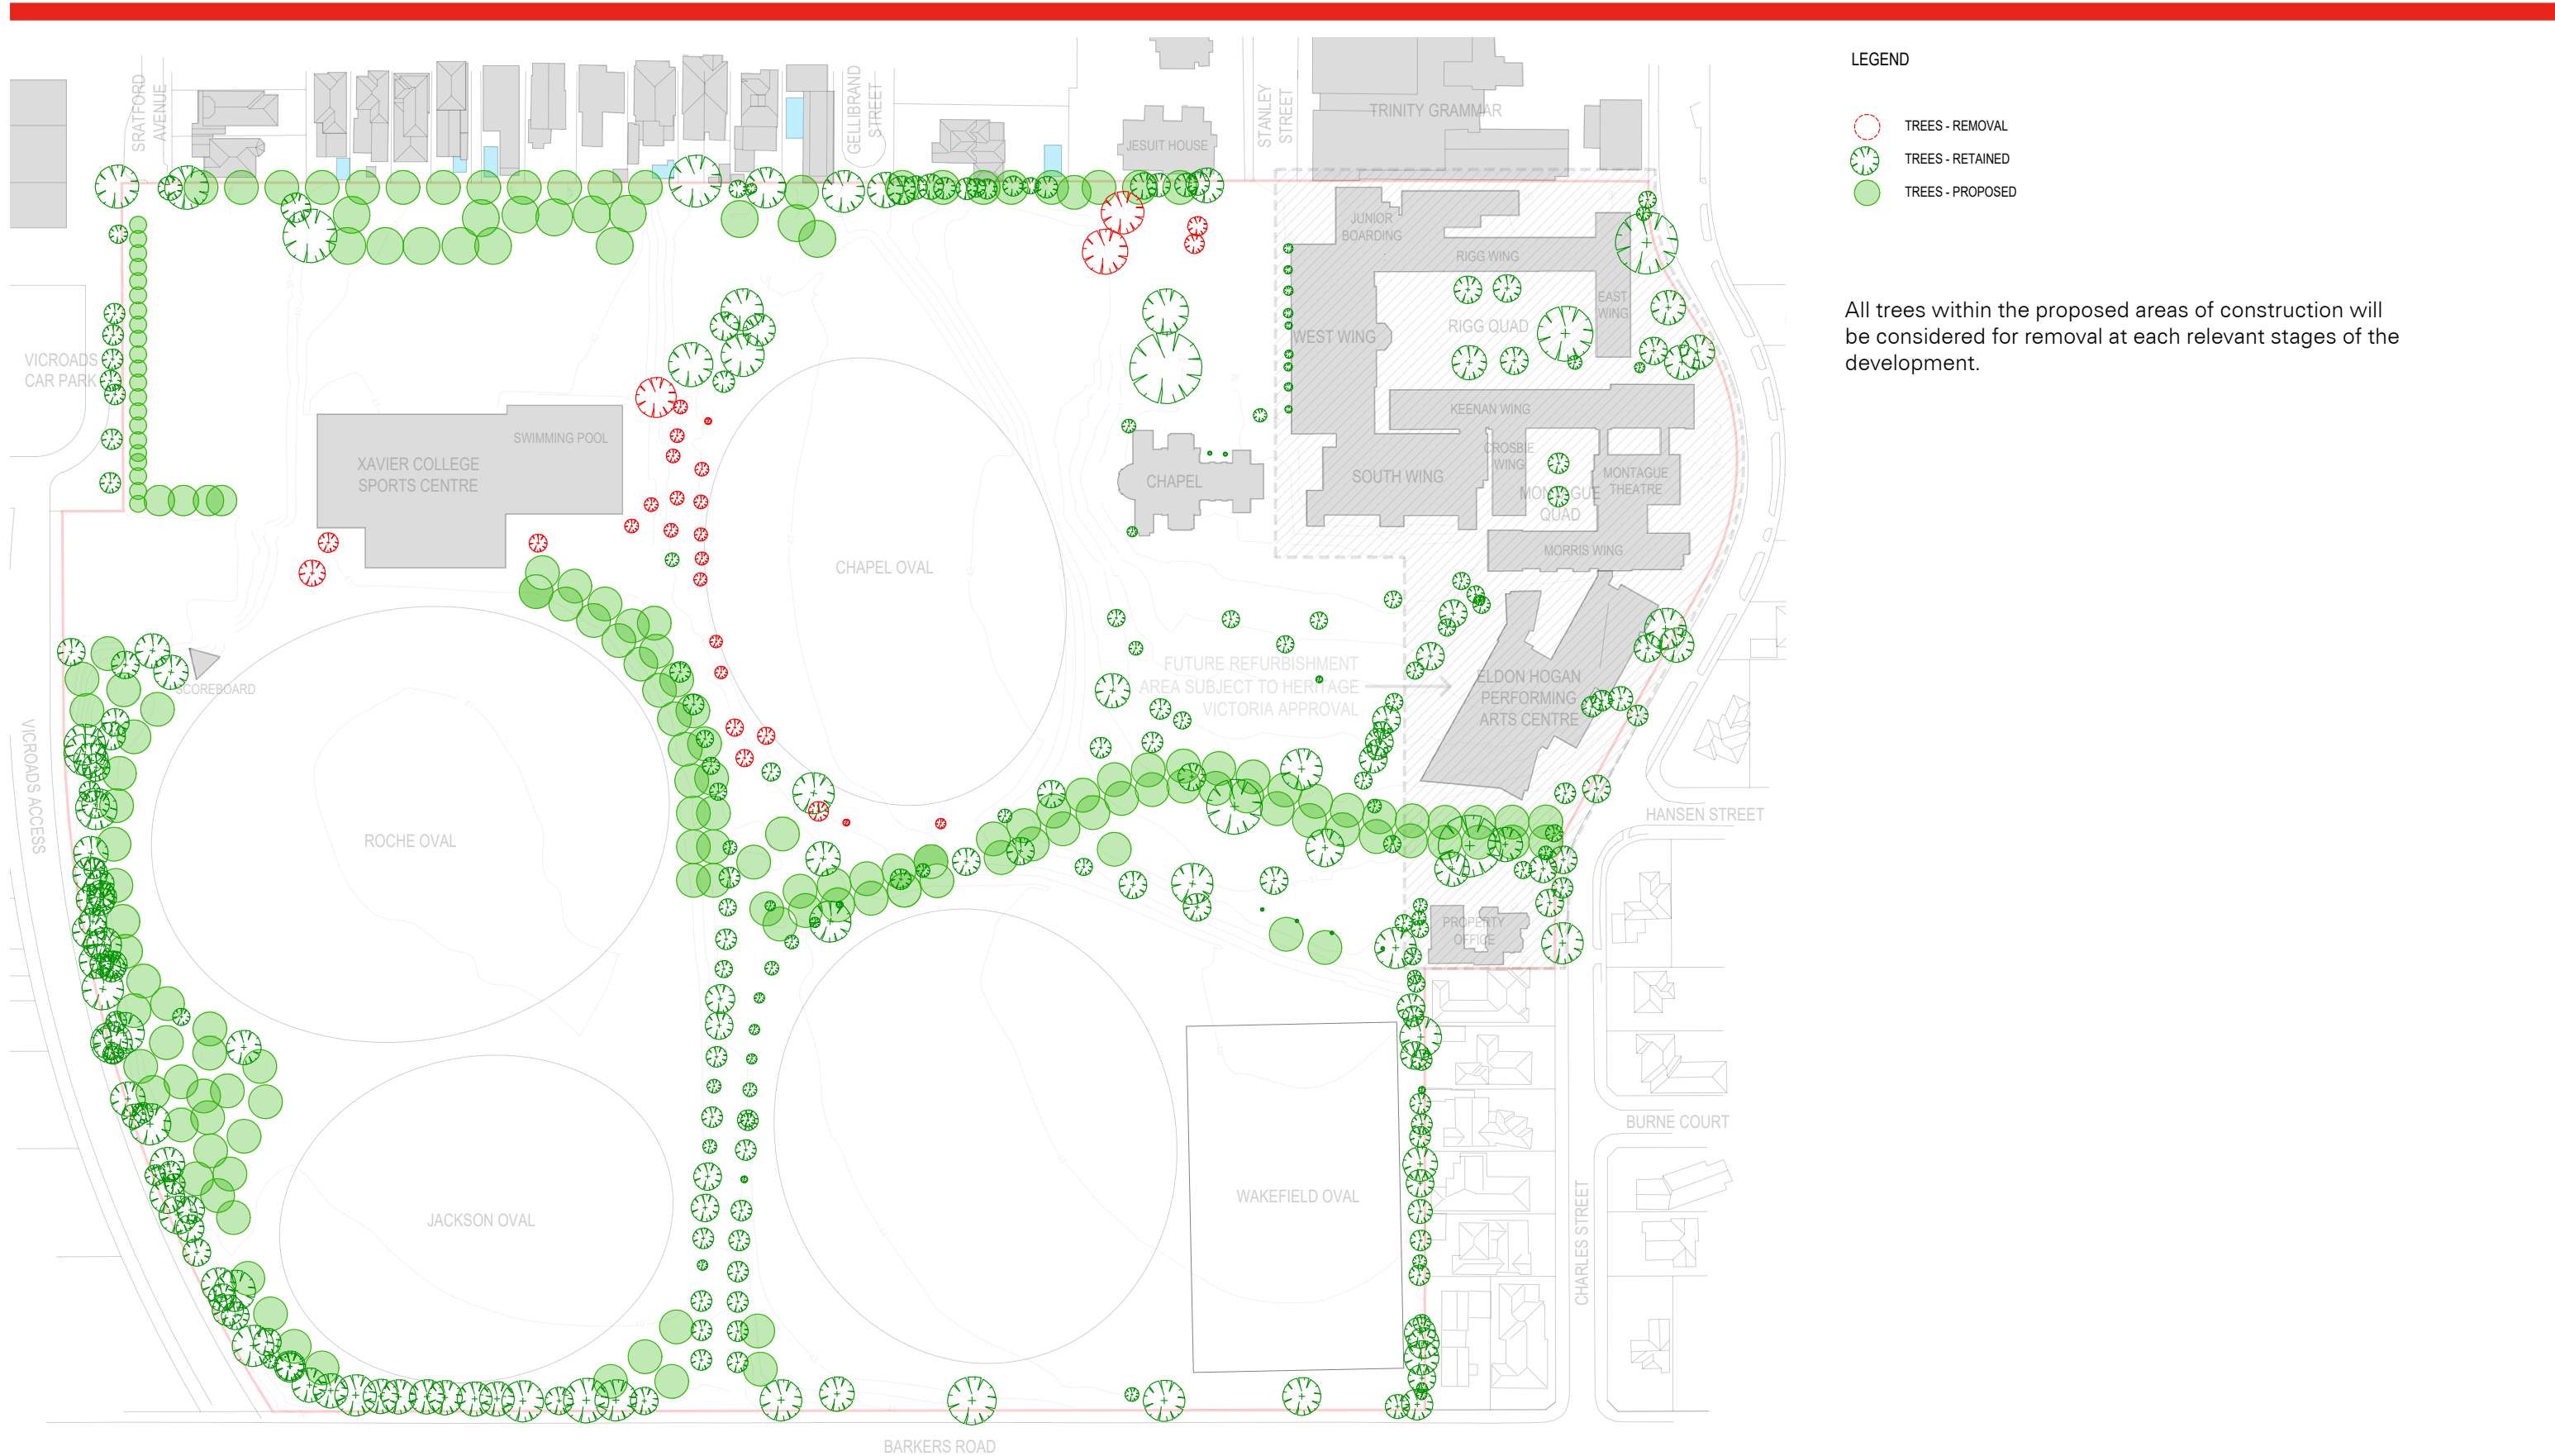 LEGEND
TREES - REMOVAL
TREES - RETAINED
TREES - PROPOSED
All trees within the proposed areas of construction will
be considered for removal at each relevant stages of the
development.
SRATFORD
AVENUE
GELLIBRAND
STREET
JESUIT HOUSE
STANLEY
STREET
TRINITY GRAMMAR
JUNIOR
BOARDING
RIGG WING
EAST
WING
RIGG QUAD
WEST WING
VICROADS
CAR PARK
KEENAN WING
SWIMMING POOL
XAVIER COLLEGE
SPORTS CENTRE
CROSBIE
WING
SOUTH WING
CHAPEL
MONTAGUE
THEATRE
MONTAGUE
QUAD
MORRIS WING
CHAPEL OVAL
FUTURE REFURBISHMENT
AREA SUBJECT TO HERITAGE
VICTORIA APPROVAL
ELDON HOGAN
PERFORMING
ARTS CENTRE
SCOREBOARD
VICROADS ACCESS
ROCHE OVAL
HANSEN STREET
PROPERTY
OFFICE
BURNE COURT
WAKEFIELD OVAL
JACKSON OVAL
CHARLES STREET
BARKERS ROAD